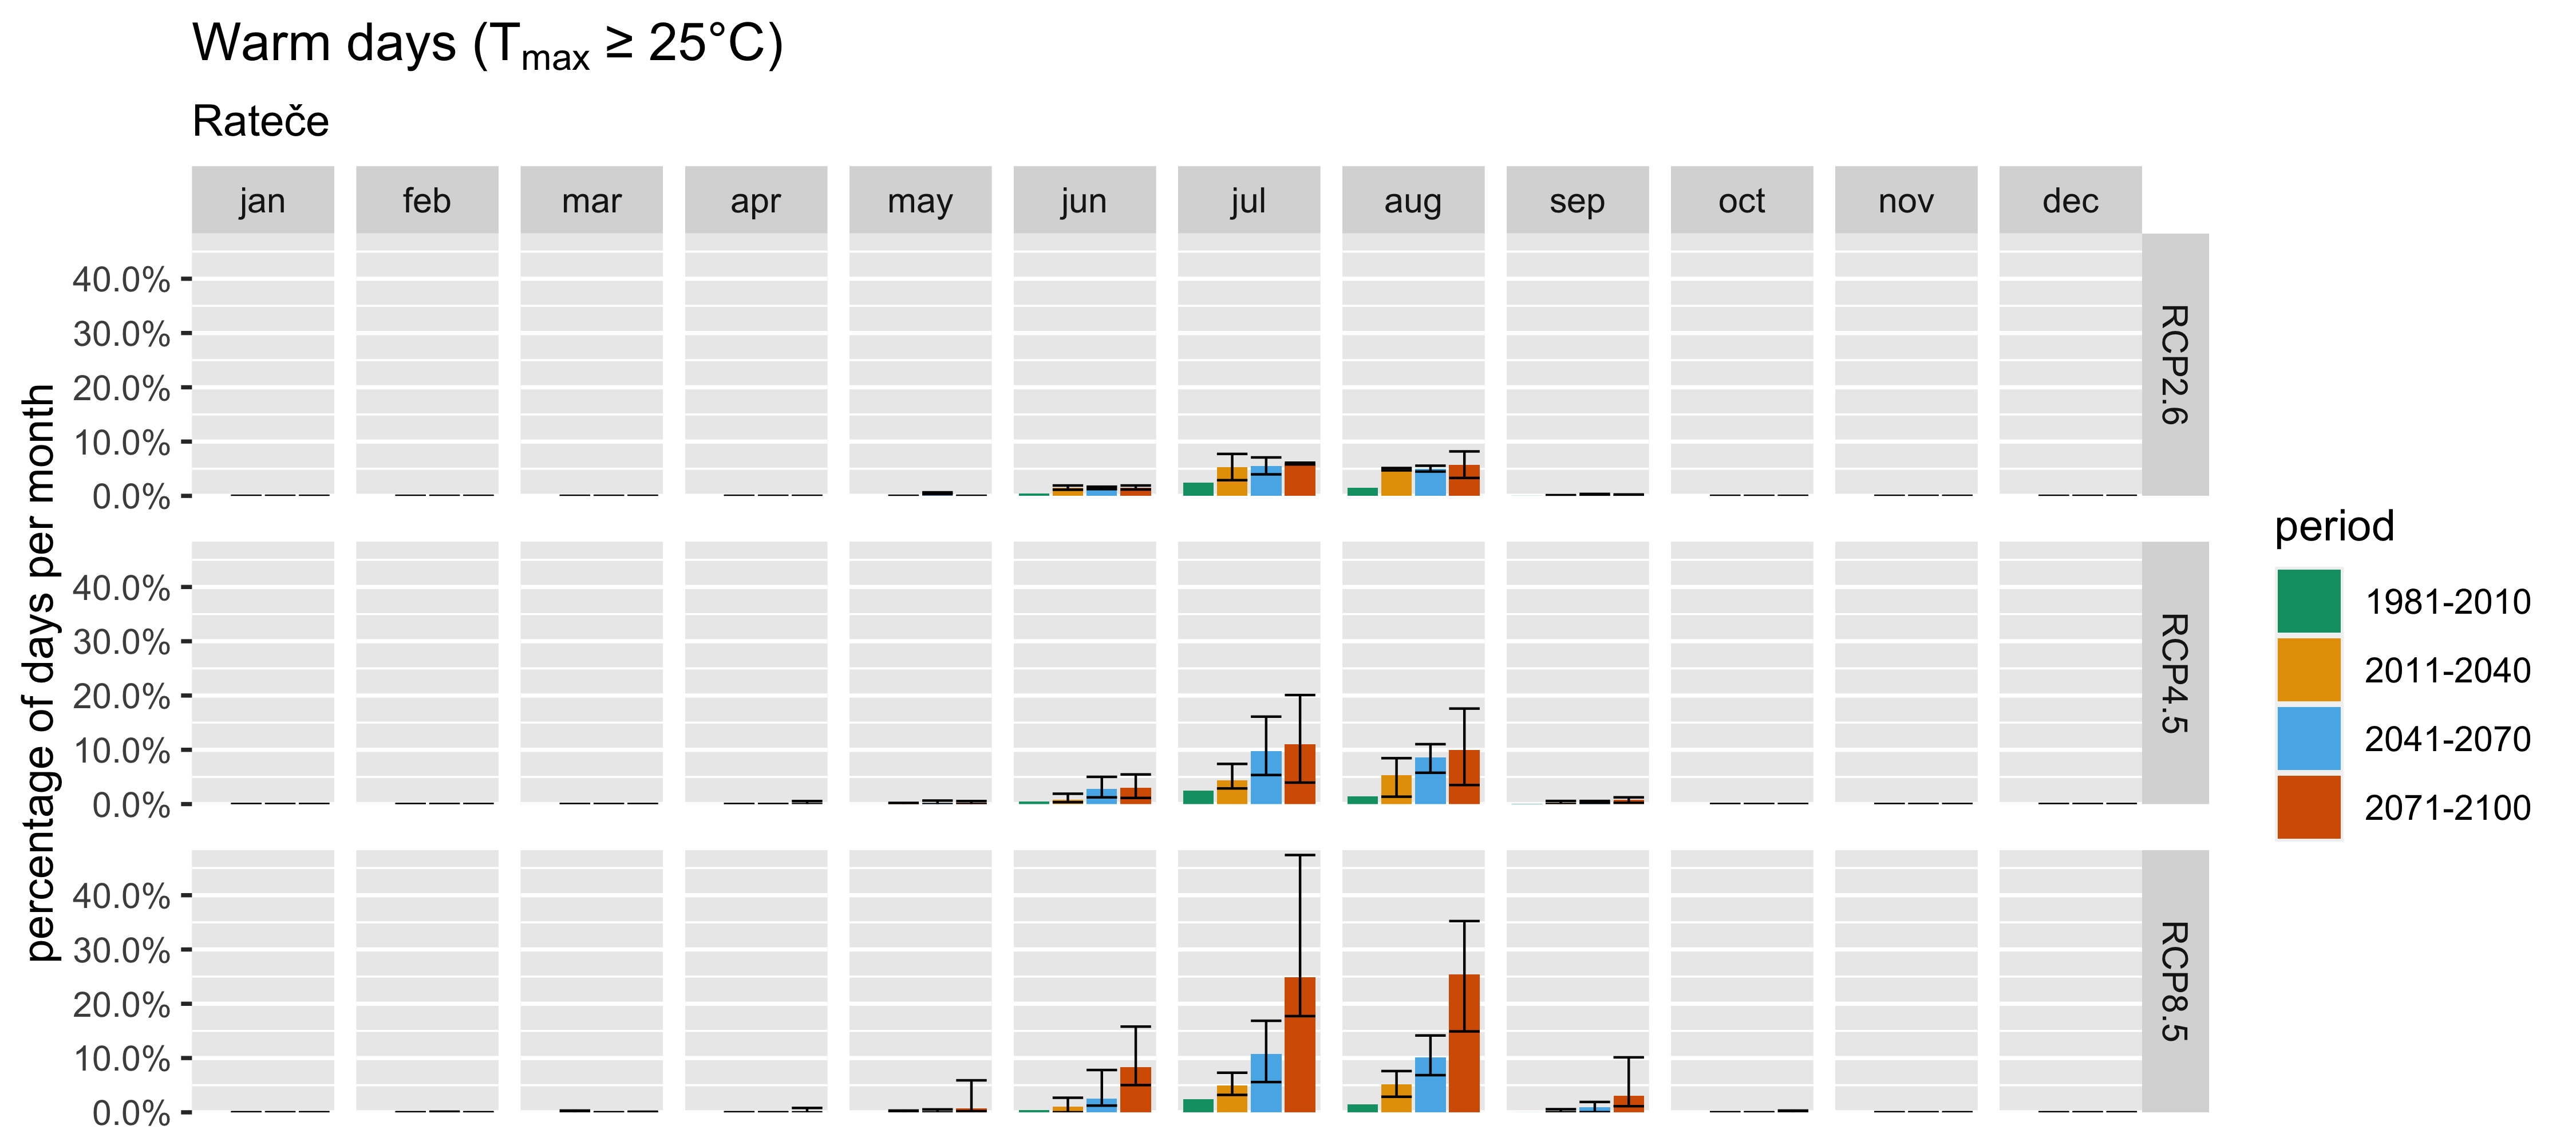 Warm days (Tmax ≥ 25°C)
Rateče
jan feb mar apr may jun jul aug sep oct nov dec
percentage of days per month
40.0%
30.0%
20.0%
10.0%
0.0%
RCP2.6
40.0%
30.0%
20.0%
10.0%
0.0%
RCP4.5
40.0%
30.0%
20.0%
10.0%
0.0%
RCP8.5
period
1981-2010
2011-2040
2041-2070
2071-2100